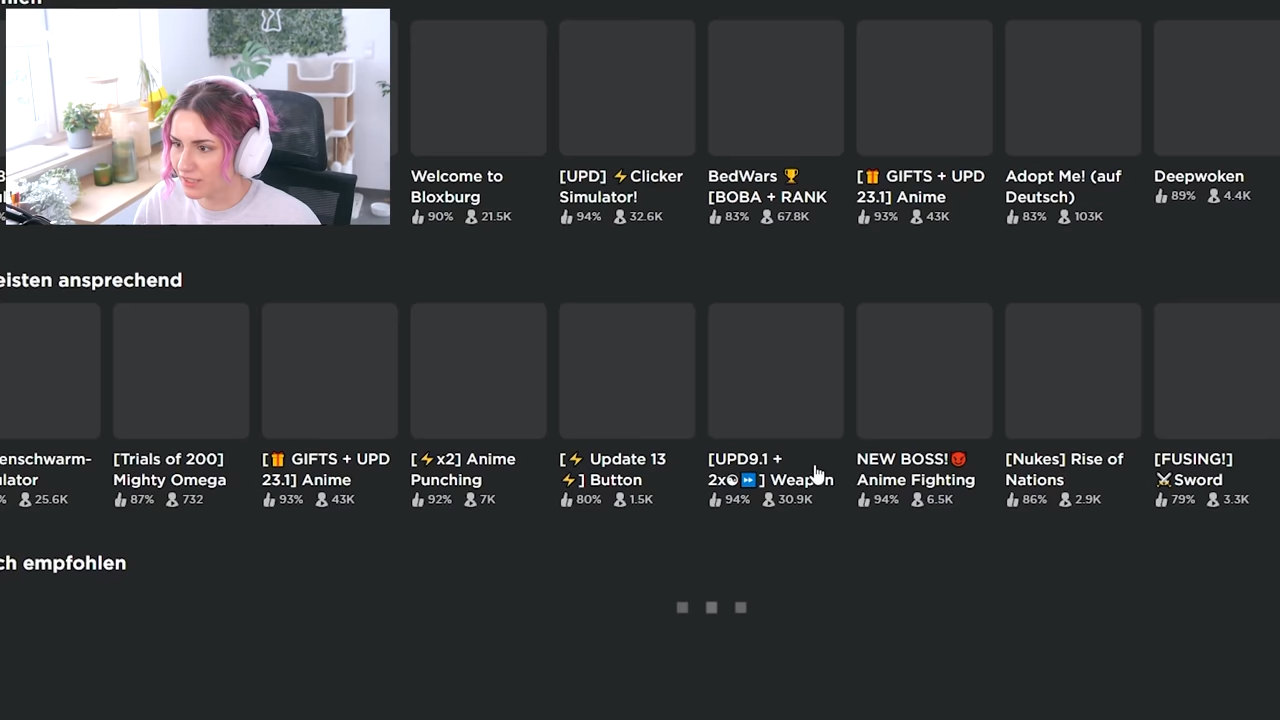 Welcome to
Bloxburg
90% 21.5K
[UPD] ⚡Clicker
Simulator!
94% 32.6K
BedWars 🏆
[BOBA + RANK
83% 67.8K
[🎁 GIFTS + UPD
23.1] Anime
93% 43K
Adopt Me! (auf
Deutsch)
83% 103K
Deepwoken
89% 4.4K
eisten ansprechend
enschwarm-
ulator
% 25.6K
[Trials of 200]
Mighty Omega
87% 732
[🎁 GIFTS + UPD
23.1] Anime
93% 43K
[⚡x2] Anime
Punching
92% 7K
[⚡ Update 13
⚡] Button
80% 1.5K
[UPD9.1 +
2x☯⏩] Weapon
94% 30.9K
NEW BOSS!👿
Anime Fighting
94% 6.5K
[Nukes] Rise of
Nations
86% 2.9K
[FUSING!]
⚔Sword
79% 3.3K
ch empfohlen